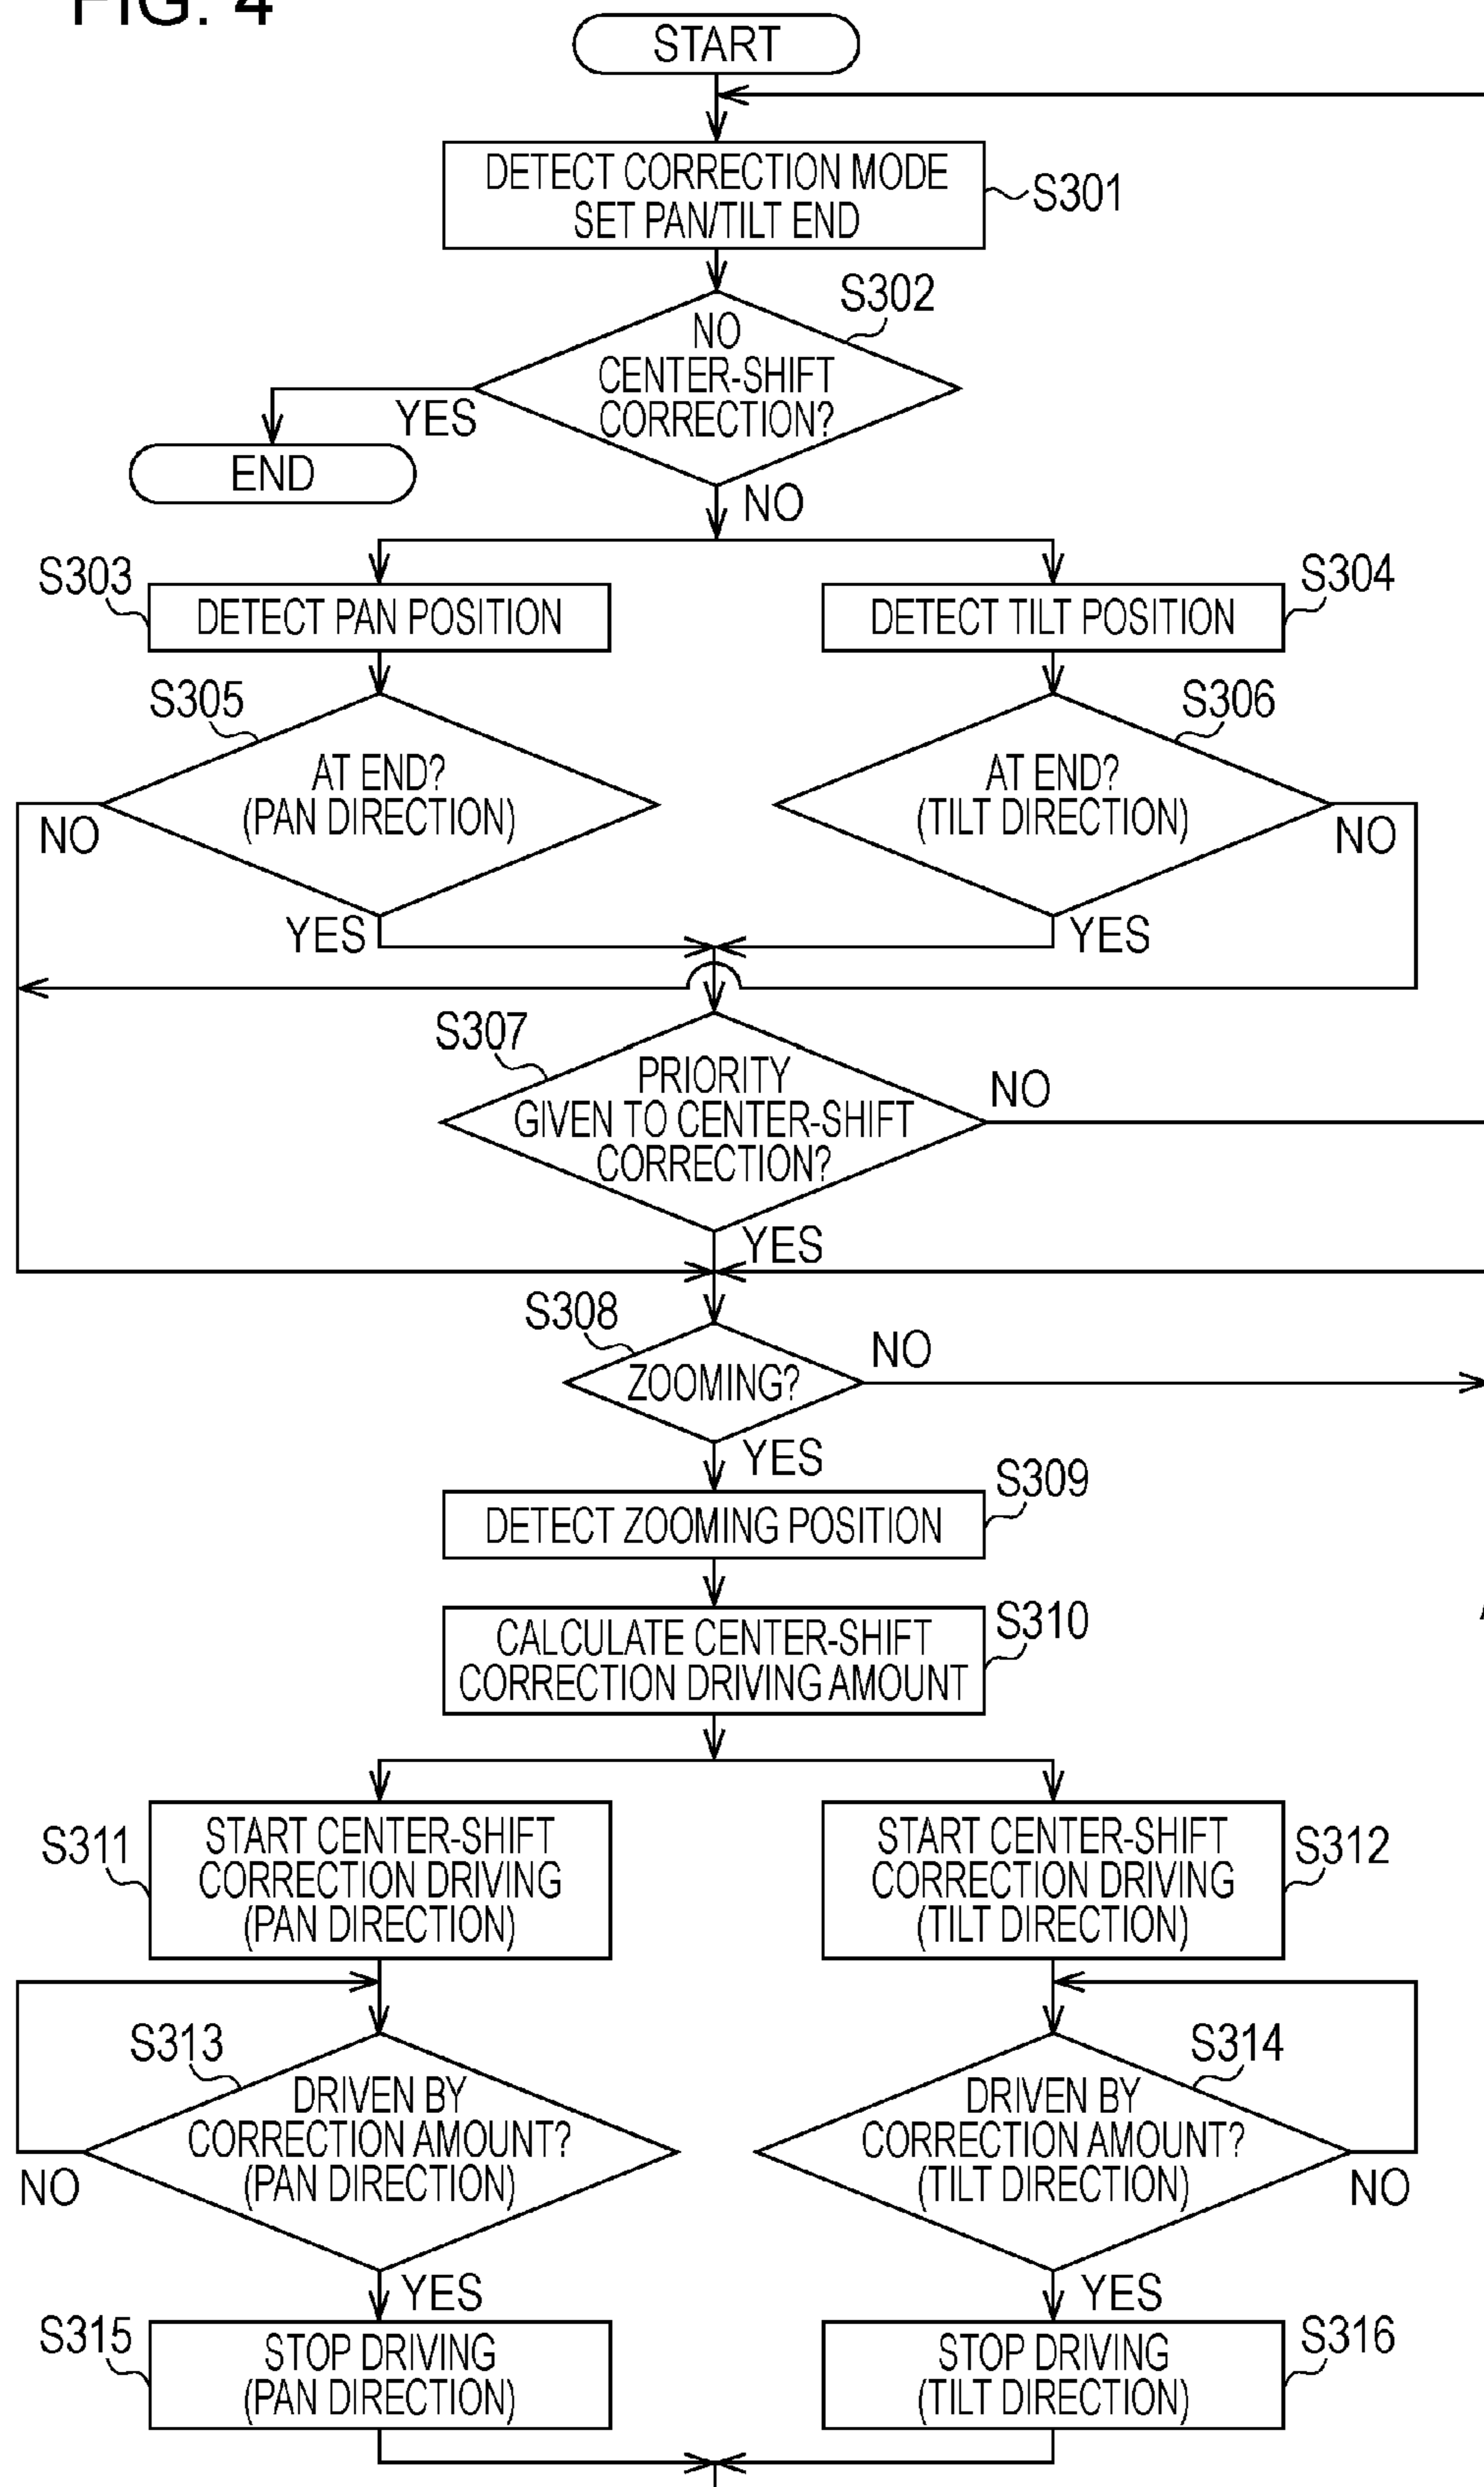 FIG. 4
START
DETECT CORRECTION MODE
SET PAN/TILT END
S301
S302
NO
CENTER-SHIFT
CORRECTION?
YES
END
NO
S303
DETECT PAN POSITION
S304
DETECT TILT POSITION
S305
AT END?
(PAN DIRECTION)
NO
YES
S306
AT END?
(TILT DIRECTION)
NO
YES
S307
PRIORITY
GIVEN TO CENTER-SHIFT
CORRECTION?
NO
YES
S308
ZOOMING?
NO
YES
S309
DETECT ZOOMING POSITION
S310
CALCULATE CENTER-SHIFT
CORRECTION DRIVING AMOUNT
S311
START CENTER-SHIFT
CORRECTION DRIVING
(PAN DIRECTION)
S312
START CENTER-SHIFT
CORRECTION DRIVING
(TILT DIRECTION)
S313
DRIVEN BY
CORRECTION AMOUNT?
(PAN DIRECTION)
NO
YES
S314
DRIVEN BY
CORRECTION AMOUNT?
(TILT DIRECTION)
NO
YES
S315
STOP DRIVING
(PAN DIRECTION)
S316
STOP DRIVING
(TILT DIRECTION)